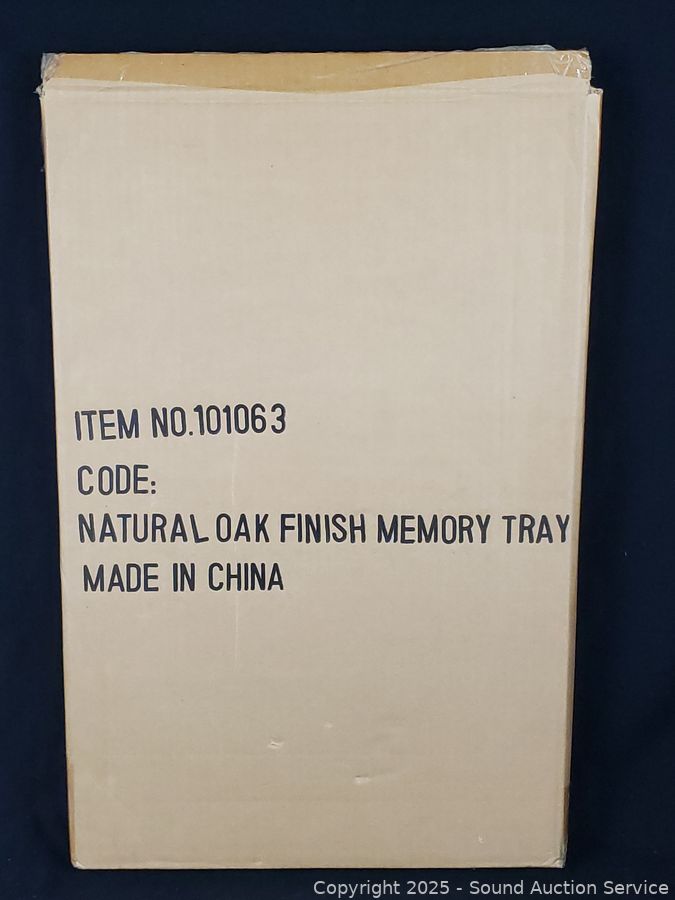 ITEM NO.101063
CODE:
NATURAL OAK FINISH MEMORY TRAY
MADE IN CHINA
Copyright 2025 - Sound Auction Service